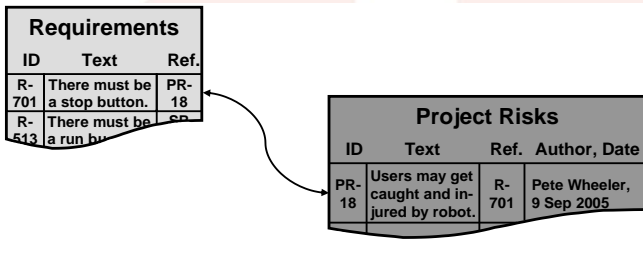 Requirements
ID Text Ref.
R-701 There must be a stop button. PR-18
R-513 There must be a run
Project Risks
ID Text Ref. Author, Date
PR-18 Users may get caught and in-jured by robot. R-701 Pete Wheeler, 9 Sep 2005